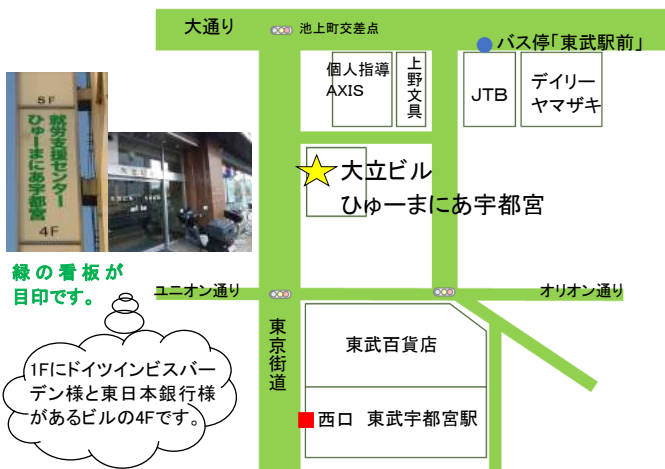 大通り
池上町交差点
バス停「東武駅前」
個人指導
AXIS
上野文具
JTB
デイリー
ヤマザキ
5F
就労支援センター
ひゅーまにあ宇都宮
4F
大立ビル
ひゅーまにあ宇都宮
緑の看板が
目印です。
ユニオン通り
オリオン通り
東京街道
1Fにドイツインビスバー
デン様と東日本銀行様
があるビルの4Fです。
東武百貨店
西口 東武宇都宮駅